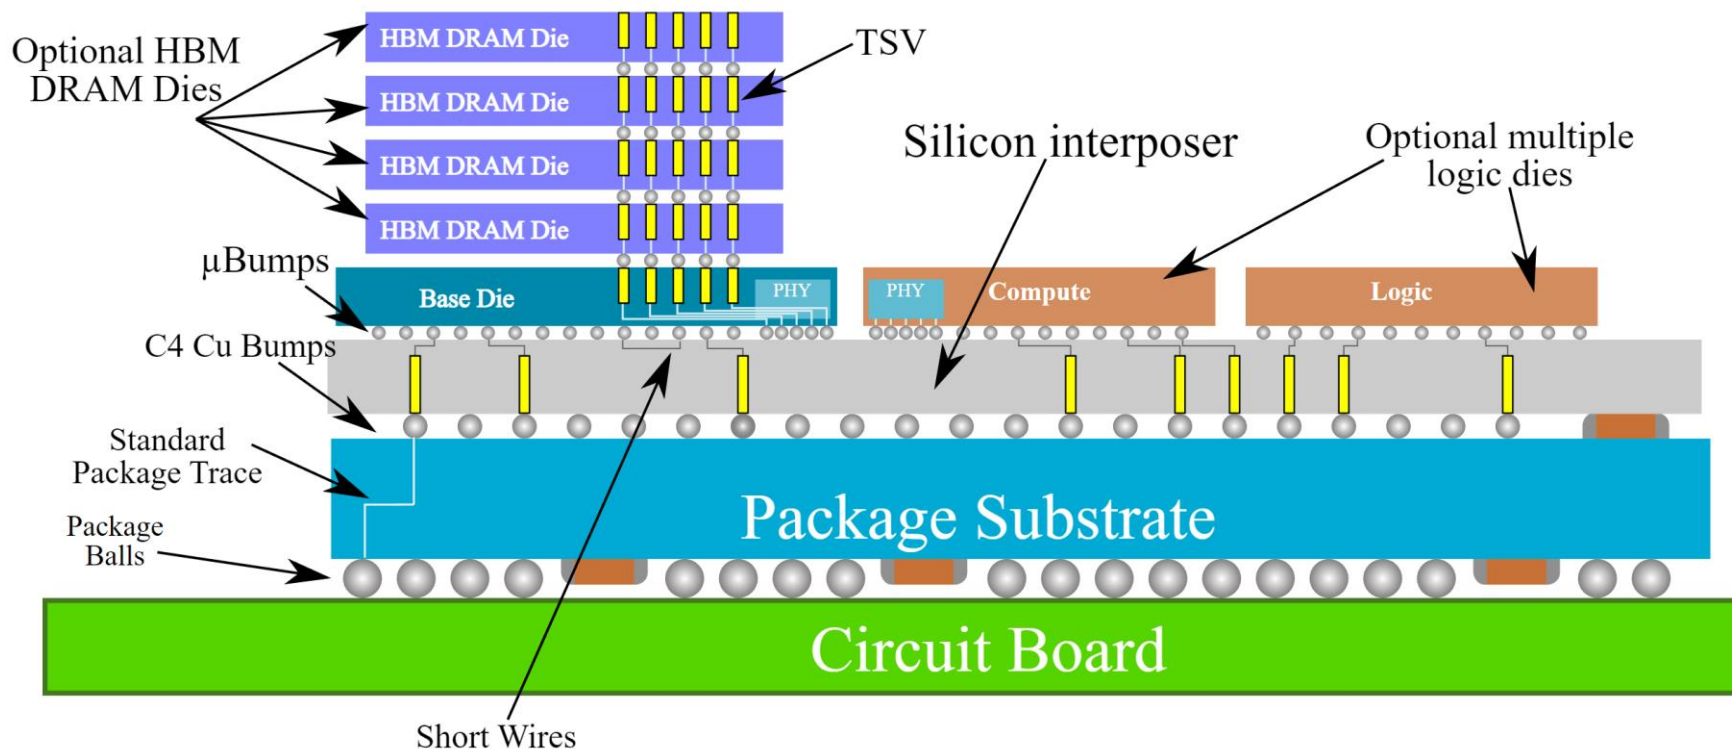 Optional HBM
DRAM Dies
HBM DRAM Die
TSV
HBM DRAM Die
HBM DRAM Die
HBM DRAM Die
Silicon interposer
Optional multiple
logic dies
µBumps
Base Die
PHY
PHY
Compute
Logic
C4 Cu Bumps
Standard
Package Trace
Package Substrate
Package
Balls
Circuit Board
Short Wires